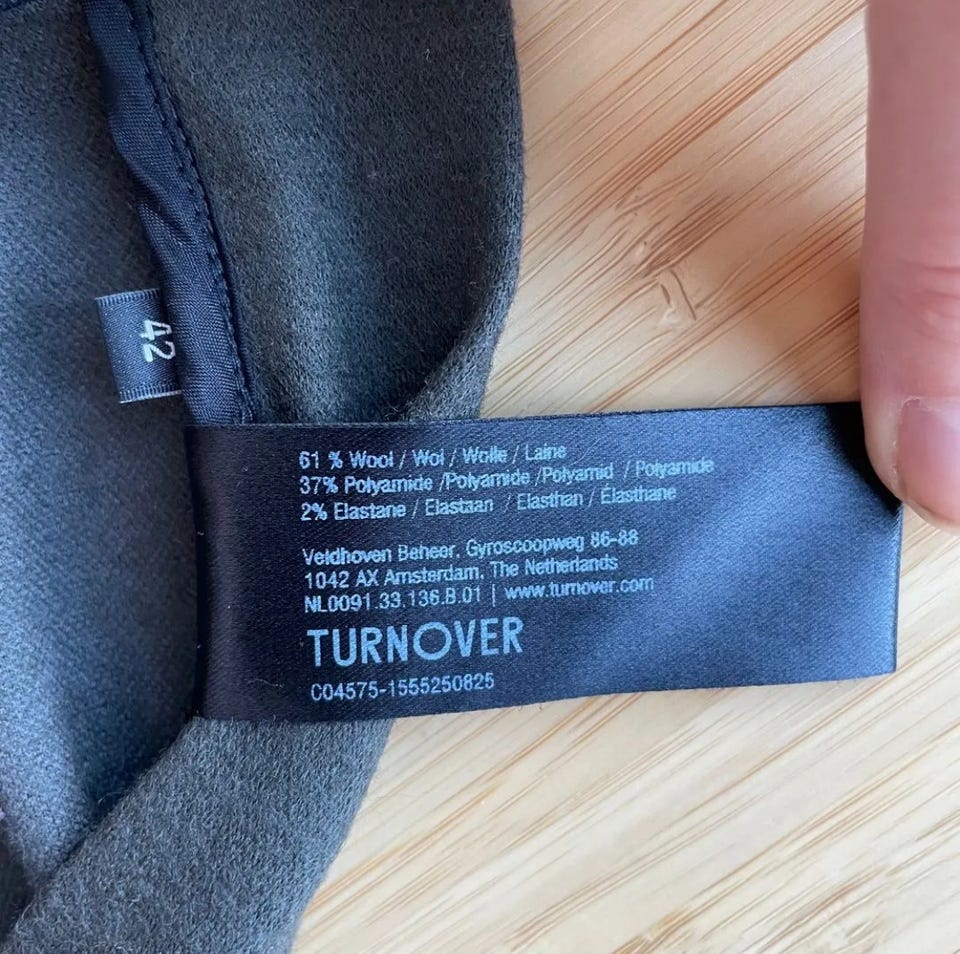 42
61 % Wool / Wol / Wolle / Laine
37% Polyamide /Polyamide /Polyamid / Polyamide
2% Elastane / Elastaan / Elasthan / Elasthane
Veldhoven Beheer, Gyroscoopweg 86-88
1042 AX Amsterdam, The Netherlands
NL0091.33.136.B.01 | www.turnover.com
TURNOVER
C04575-1555250825